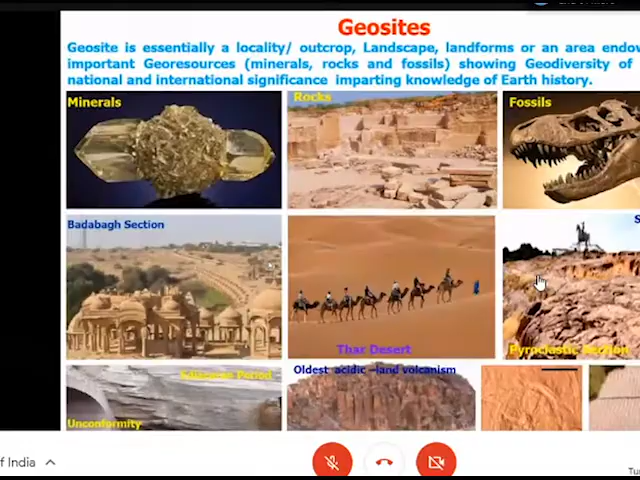 Geosites
Geosite is essentially a locality/ outcrop, Landscape, landforms or an area
important Georesources (minerals, rocks and fossils) showing Geodiversity of
national and international significance imparting knowledge of Earth history.
Minerals
Rocks
Fossils
Badabagh Section
Thar Desert
Pyroclastic Section
Period
Oldest acidic -land volcanism
Unconformity
of India